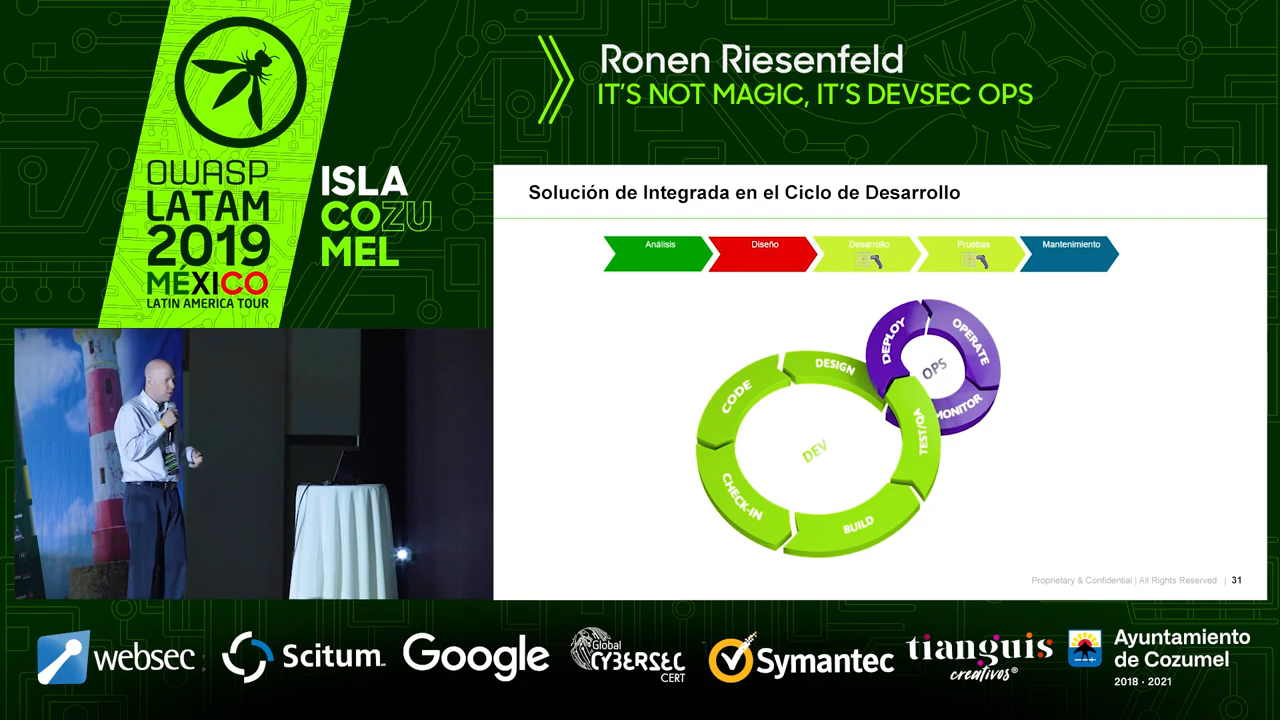 Ronen Riesenfeld
IT'S NOT MAGIC, IT'S DEVSEC OPS
OWASP
LATAM
2019
MÉXICO
LATIN AMERICA TOUR
ISLA
COZU
MEL
Solución de Integrada en el Ciclo de Desarrollo
Análisis
Diseño
Desarrollo
Pruebas
Mantenimiento
DEPLOY
OPERATE
MONITOR
OPS
DESIGN
CODE
CHECK-IN
BUILD
TEST/QA
DEV
Proprietary & Confidential | All Rights Reserved | 31
websec
Scitum
Google
Global
CYBERSEC
CERT
Symantec
tianguis
creativos®
Ayuntamiento
de Cozumel
2018 · 2021